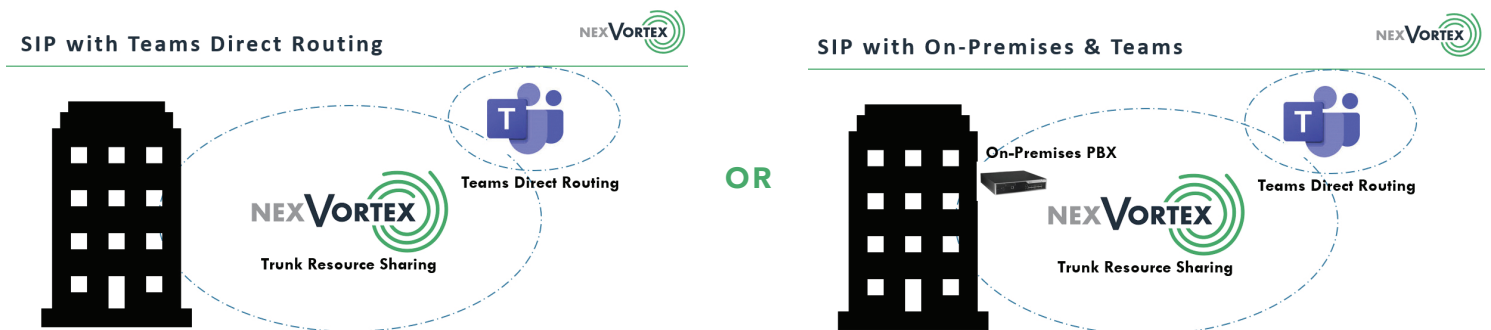 SIP with Teams Direct Routing
NEXVORTEX
T
Teams Direct Routing
NEXVORTEX
Trunk Resource Sharing
OR
SIP with On-Premises & Teams
NEXVORTEX
T
On-Premises PBX
Teams Direct Routing
NEXVORTEX
Trunk Resource Sharing